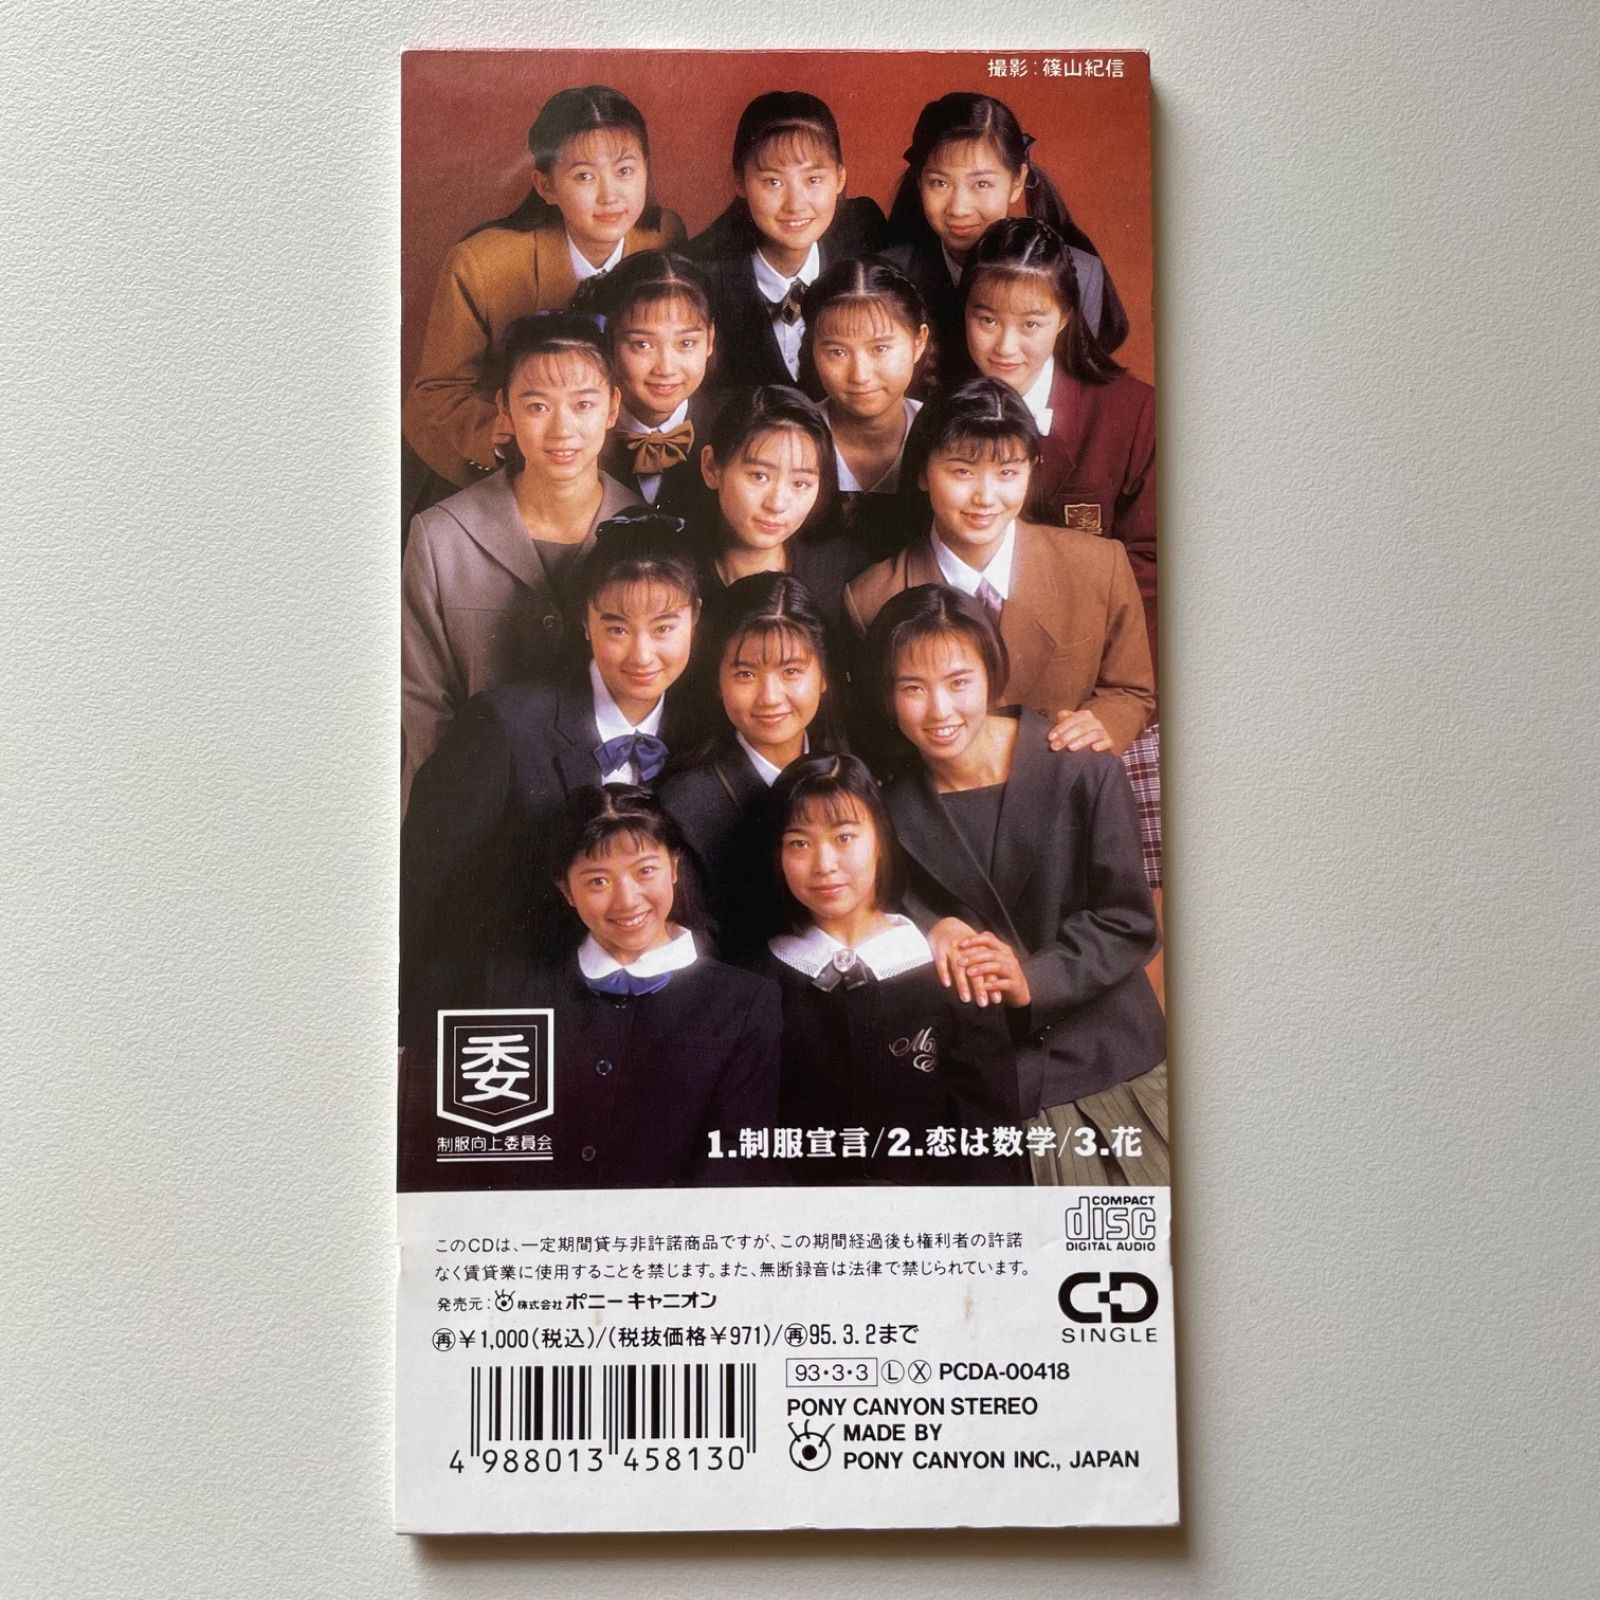 撮影：篠山紀信
委
制服向上委員会
1.制服宣言/2.恋は数学/3.花
COMPACT
disc
DIGITAL AUDIO
このCDは、一定期間貸与非許諾商品ですが、この期間経過後も権利者の許諾
なく賃貸業に使用することを禁じます。また、無断録音は法律で禁じられています。
発売元：株式会社ポニーキャニオン
CD
SINGLE
㋐￥1,000(税込)/(税抜価格￥971)/㊢95.3.2まで
93・3・3 Ⓛ Ⓧ PCDA-00418
PONY CANYON STEREO
MADE BY
PONY CANYON INC., JAPAN
4 988013 458130